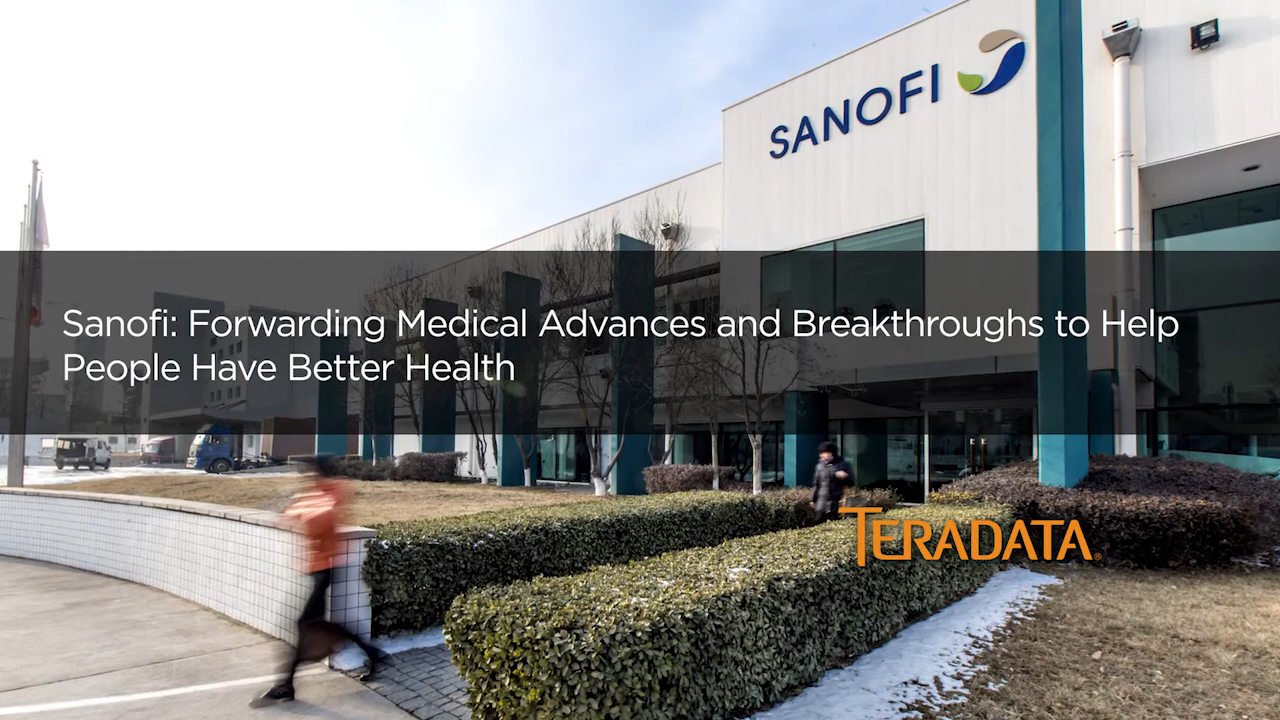 SANOFI
Sanofi: Forwarding Medical Advances and Breakthroughs to Help
People Have Better Health
TERADATA®